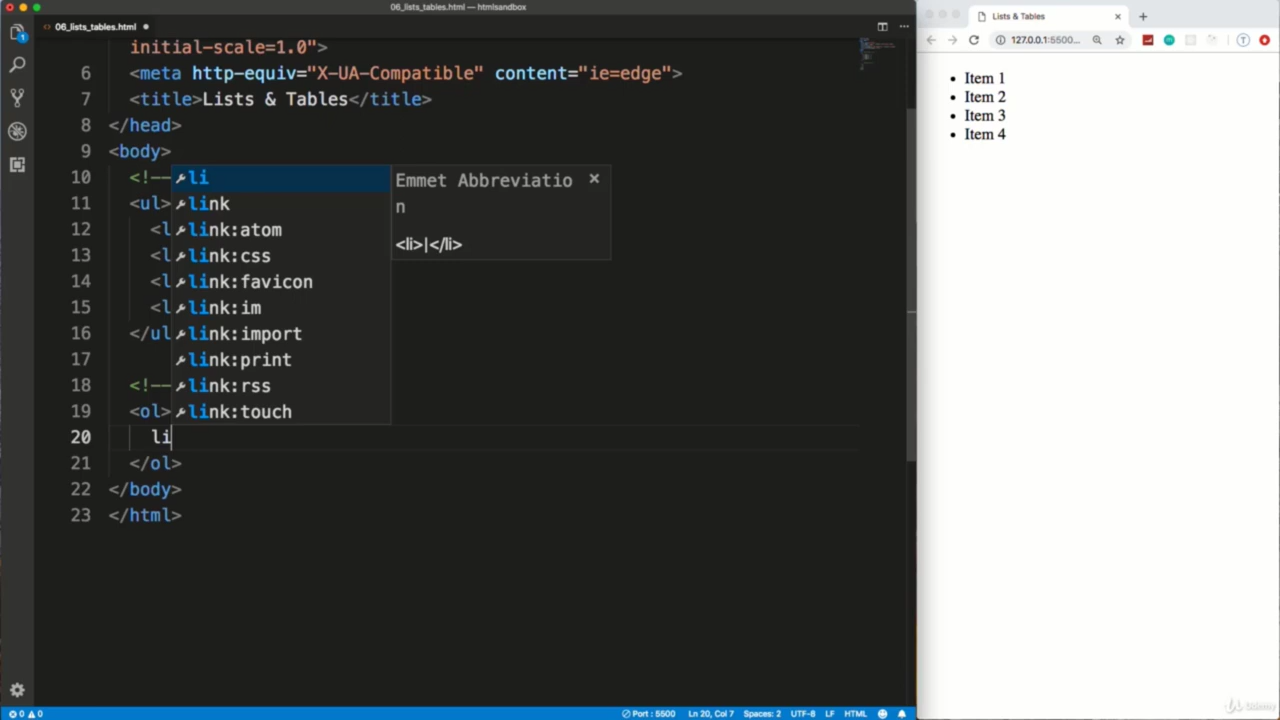 06_lists_tables.html — htmlsandbox
06_lists_tables.html
initial-scale=1.0">
6 <meta http-equiv="X-UA-Compatible" content="ie=edge">
7 <title>Lists & Tables</title>
8 </head>
9 <body>
10 <!--
11 <ul>
12 <l
13 <l
14 <l
15 <l
16 </ul
17
18 <!--
19 <ol>
20 li
21 </ol>
22 </body>
23 </html>
li
link
link:atom
link:css
link:favicon
link:im
link:import
link:print
link:rss
link:touch
Emmet Abbreviatio
n
<li>|</li>
1
0 0 Port : 5500 Ln 20, Col 7 Spaces: 2 UTF-8 LF HTML
Lists & Tables
127.0.0.1:5500...
T
• Item 1
• Item 2
• Item 3
• Item 4
Udemy